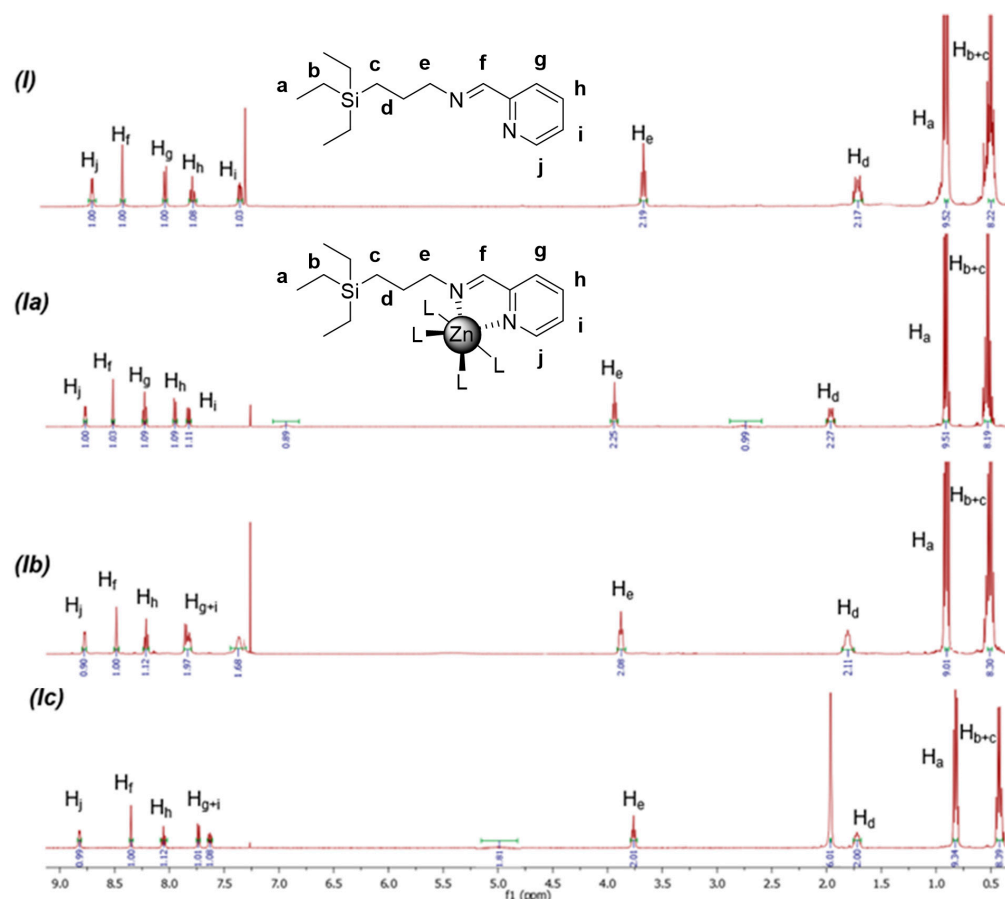 (I)
a b c e f g
Si N h
d N i
j
Hj Hf Hg Hh Hi He Hd Ha Hb+c
1.00 1.00 1.00 1.08 1.03 2.19 2.17 9.52 8.22
(Ia)
a b c e f g
Si N h
d N i
L Zn j
L L
L
Hj Hf Hg Hh Hi He Hd Ha Hb+c
1.00 1.03 1.09 1.09 1.11 0.89 2.25 0.99 2.27 9.51 8.19
(Ib)
Hj Hf Hh Hg+i He Hd Ha Hb+c
0.90 1.00 1.12 1.97 1.68 2.08 2.11 9.01 8.30
(Ic)
Hj Hf Hh Hg+i He Hd Ha Hb+c
0.99 1.00 1.12 1.01 1.08 1.81 2.01 6.01 2.00 9.34 8.39
9.0 8.5 8.0 7.5 7.0 6.5 6.0 5.5 5.0 4.5 4.0 3.5 3.0 2.5 2.0 1.5 1.0 0.5
f1 (ppm)